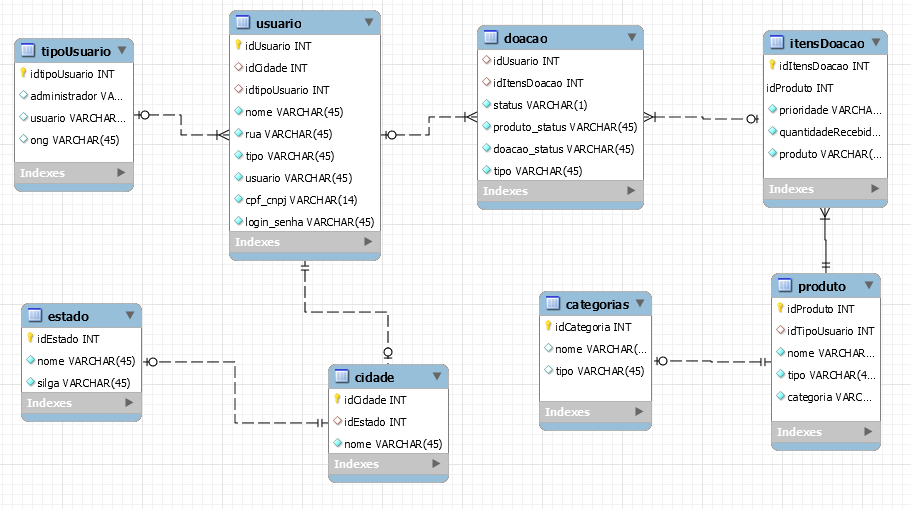 tipoUsuario
idtipoUsuario INT
administrador VA...
usuario VARCHAR...
ong VARCHAR(45)
Indexes
usuario
idUsuario INT
idCidade INT
idtipoUsuario INT
nome VARCHAR(45)
rua VARCHAR(45)
tipo VARCHAR(45)
usuario VARCHAR(45)
cpf_cnpj VARCHAR(14)
login_senha VARCHAR(45)
Indexes
doacao
idUsuario INT
idItensDoacao INT
status VARCHAR(1)
produto_status VARCHAR(45)
doacao_status VARCHAR(45)
tipo VARCHAR(45)
Indexes
itensDoacao
idItensDoacao INT
idProduto INT
prioridade VARCHA...
quantidadeRecebid...
produto VARCHAR(...
Indexes
estado
idEstado INT
nome VARCHAR(45)
silga VARCHAR(45)
Indexes
cidade
idCidade INT
idEstado INT
nome VARCHAR(45)
Indexes
categorias
idCategoria INT
nome VARCHAR(...
tipo VARCHAR(45)
Indexes
produto
idProduto INT
idTipoUsuario INT
nome VARCHAR...
tipo VARCHAR(4...
categoria VARC...
Indexes